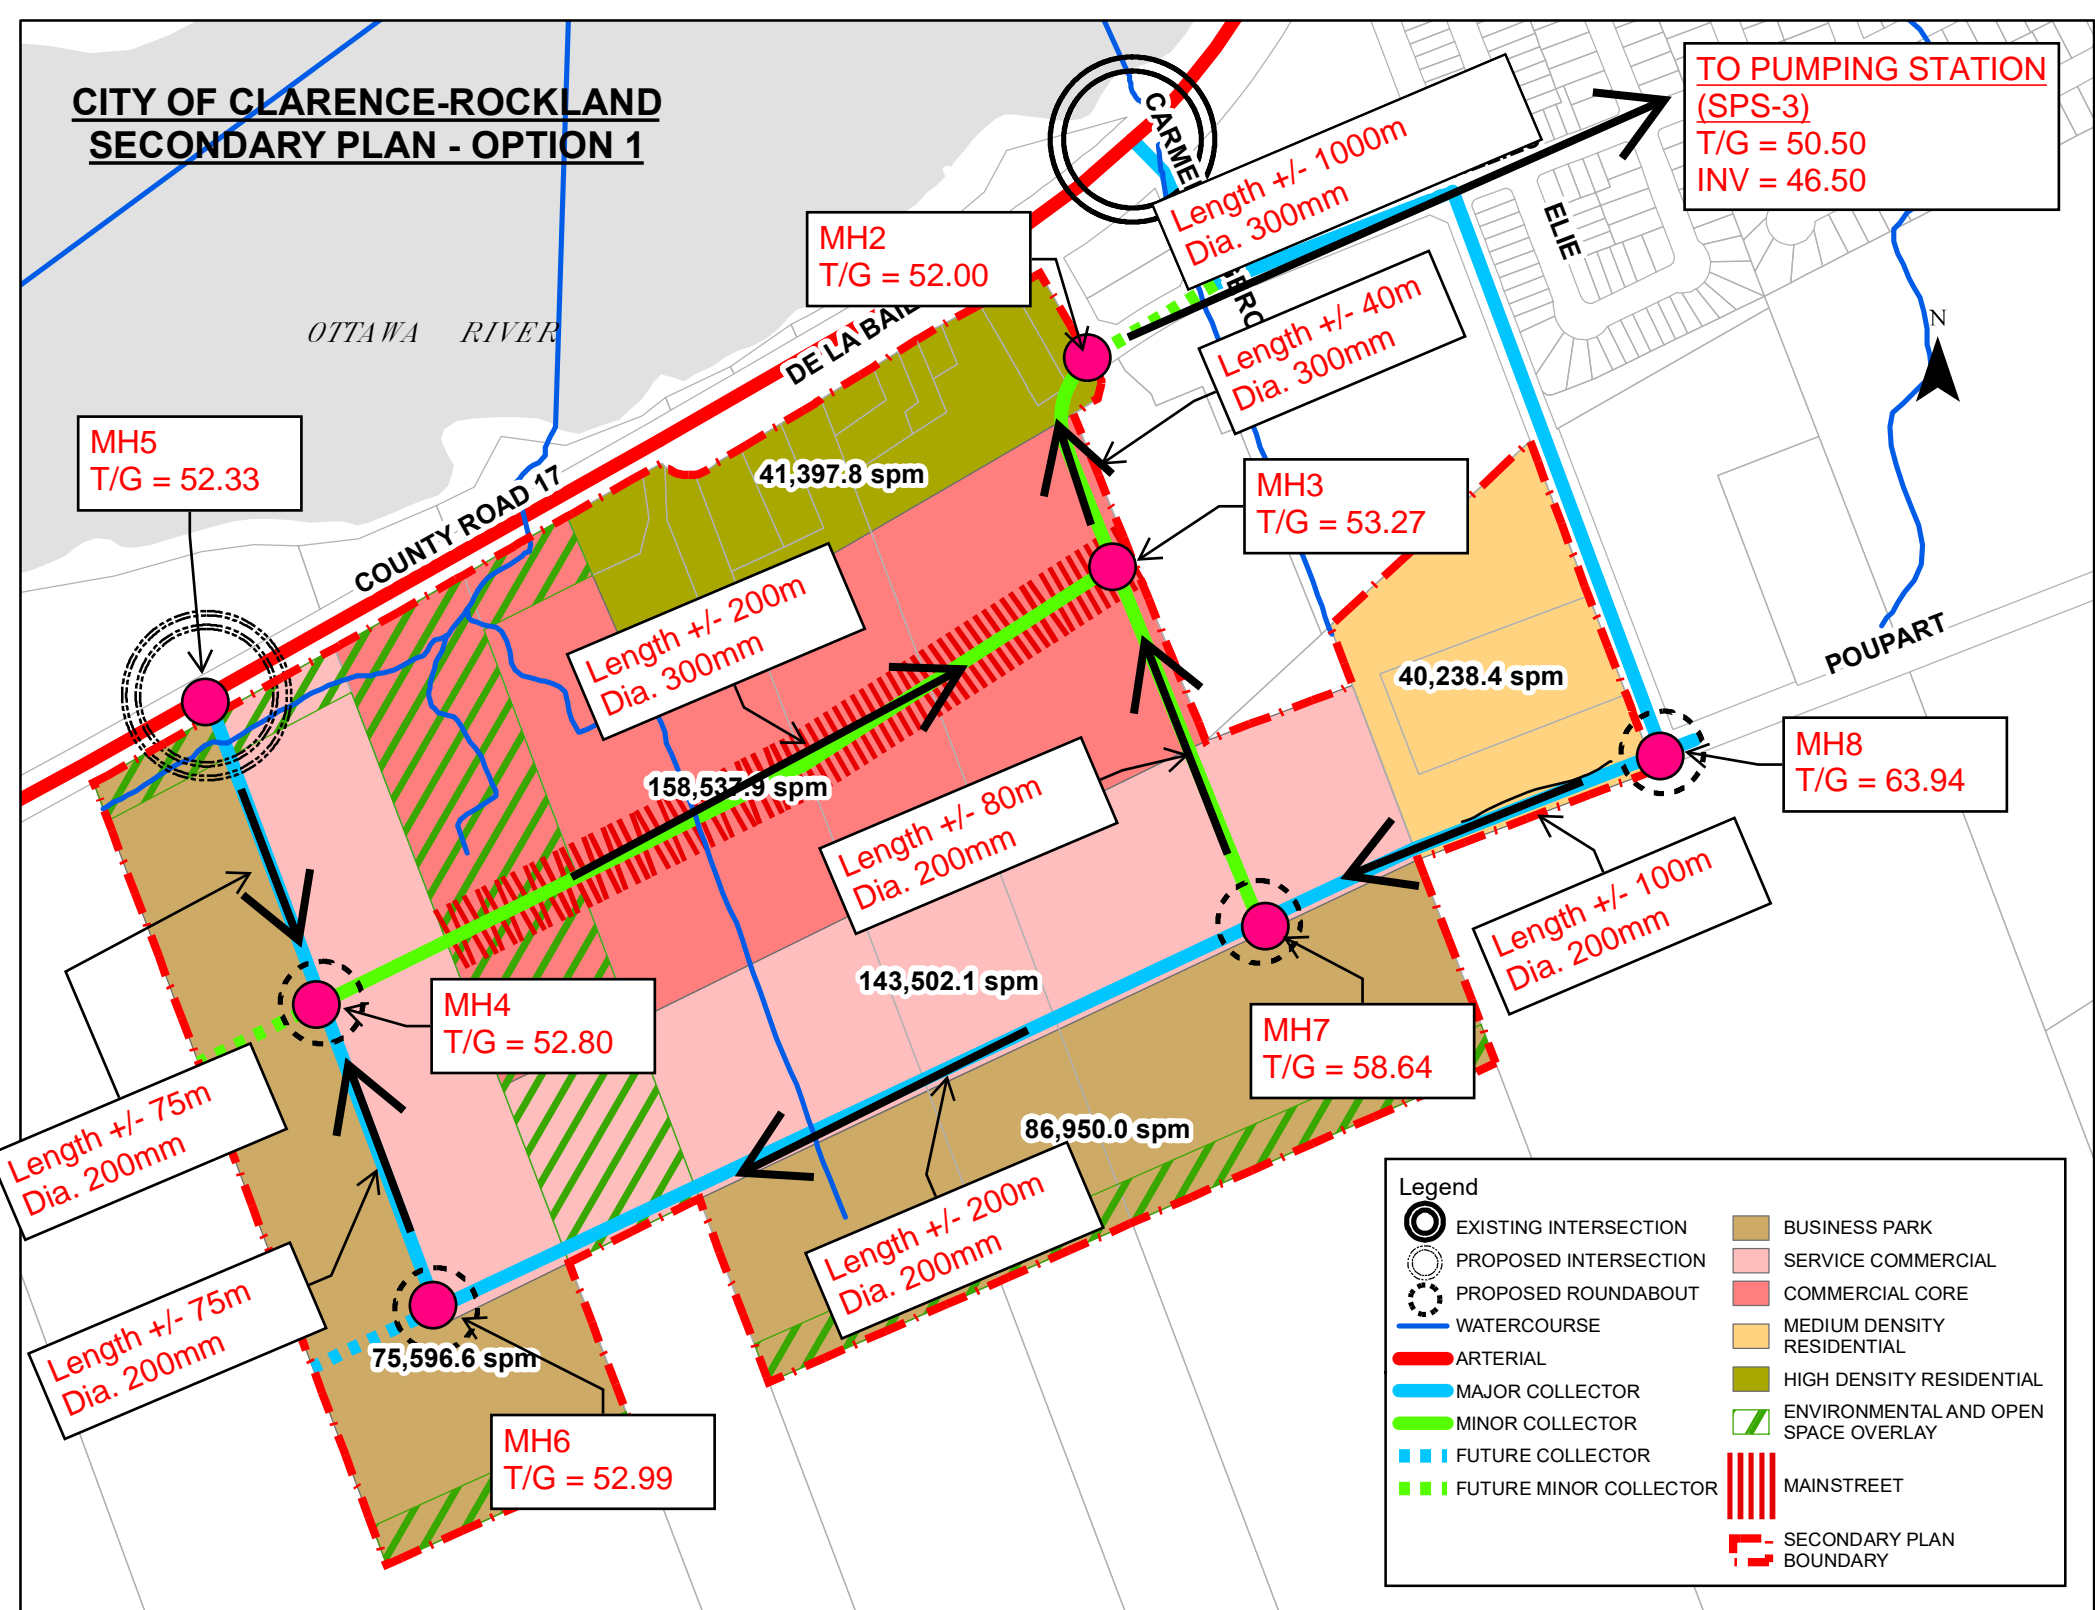 CITY OF CLARENCE-ROCKLAND
SECONDARY PLAN - OPTION 1
TO PUMPING STATION
(SPS-3)
T/G = 50.50
INV = 46.50
Length +/- 1000m
Dia. 300mm
ELIE
MH2
T/G = 52.00
OTTAWA RIVER
DE LA
N
Length +/- 40m
Dia. 300mm
MH5
T/G = 52.33
COUNTY ROAD 17
41,397.8 spm
MH3
T/G = 53.27
Length +/- 200m
Dia. 300mm
POUPART
40,238.4 spm
MH8
T/G = 63.94
158,537.9 spm
Length +/- 80m
Dia. 200mm
Length +/- 100m
Dia. 200mm
143,502.1 spm
MH4
T/G = 52.80
MH7
T/G = 58.64
Length +/- 75m
Dia. 200mm
86,950.0 spm
Length +/- 200m
Dia. 200mm
Length +/- 75m
Dia. 200mm
75,596.6 spm
MH6
T/G = 52.99
Legend
EXISTING INTERSECTION
PROPOSED INTERSECTION
PROPOSED ROUNDABOUT
WATERCOURSE
ARTERIAL
MAJOR COLLECTOR
MINOR COLLECTOR
FUTURE COLLECTOR
FUTURE MINOR COLLECTOR
BUSINESS PARK
SERVICE COMMERCIAL
COMMERCIAL CORE
MEDIUM DENSITY
RESIDENTIAL
HIGH DENSITY RESIDENTIAL
ENVIRONMENTAL AND OPEN
SPACE OVERLAY
MAINSTREET
SECONDARY PLAN
BOUNDARY